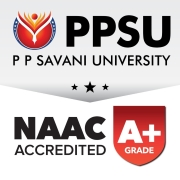 PPSU
P P SAVANI UNIVERSITY
NAAC
ACCREDITED
A+
GRADE